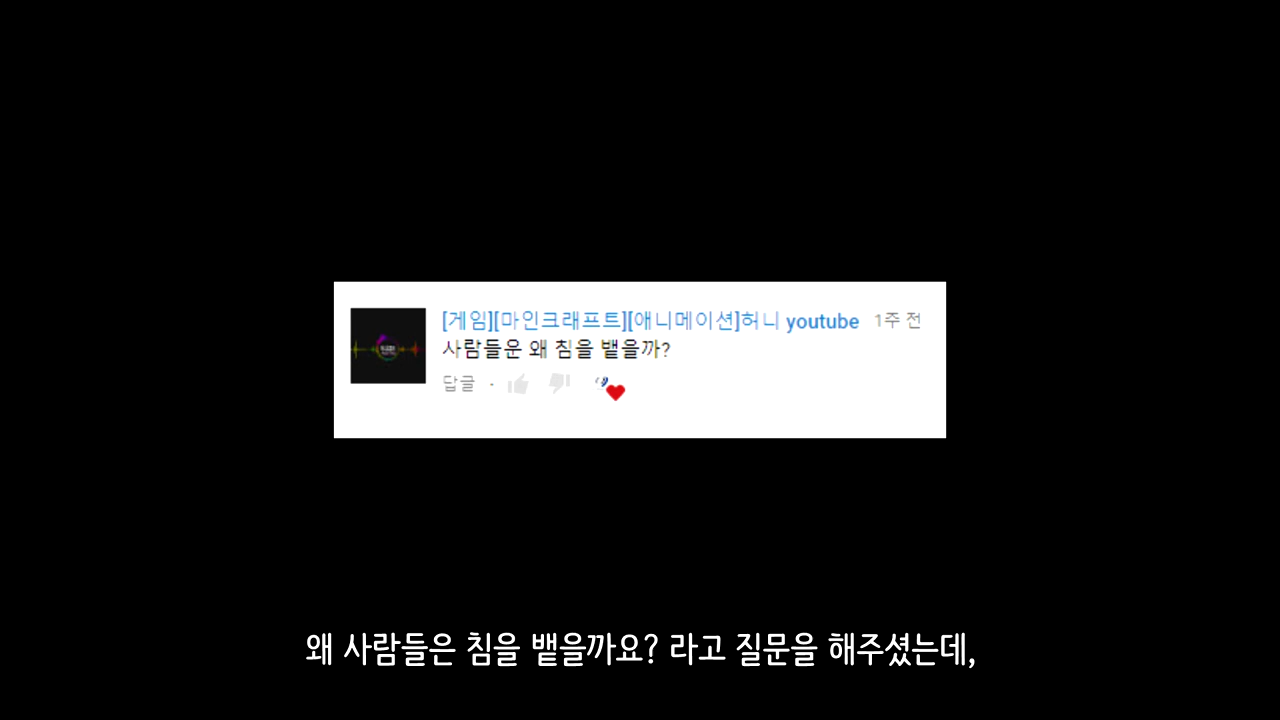 [게임][마인크래프트][애니메이션]허니 youtube 1주 전
사람들운 왜 침을 뱉을까?
답글 ·
왜 사람들은 침을 뱉을까요? 라고 질문을 해주셨는데,